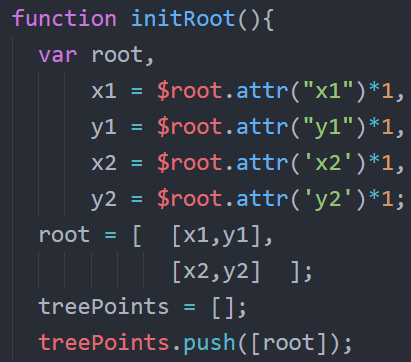 function initRoot(){
  var root,
      x1 = $root.attr("x1")*1,
      y1 = $root.attr("y1")*1,
      x2 = $root.attr('x2')*1,
      y2 = $root.attr('y2')*1;
  root = [  [x1,y1],
            [x2,y2]  ];
  treePoints = [];
  treePoints.push([root]);